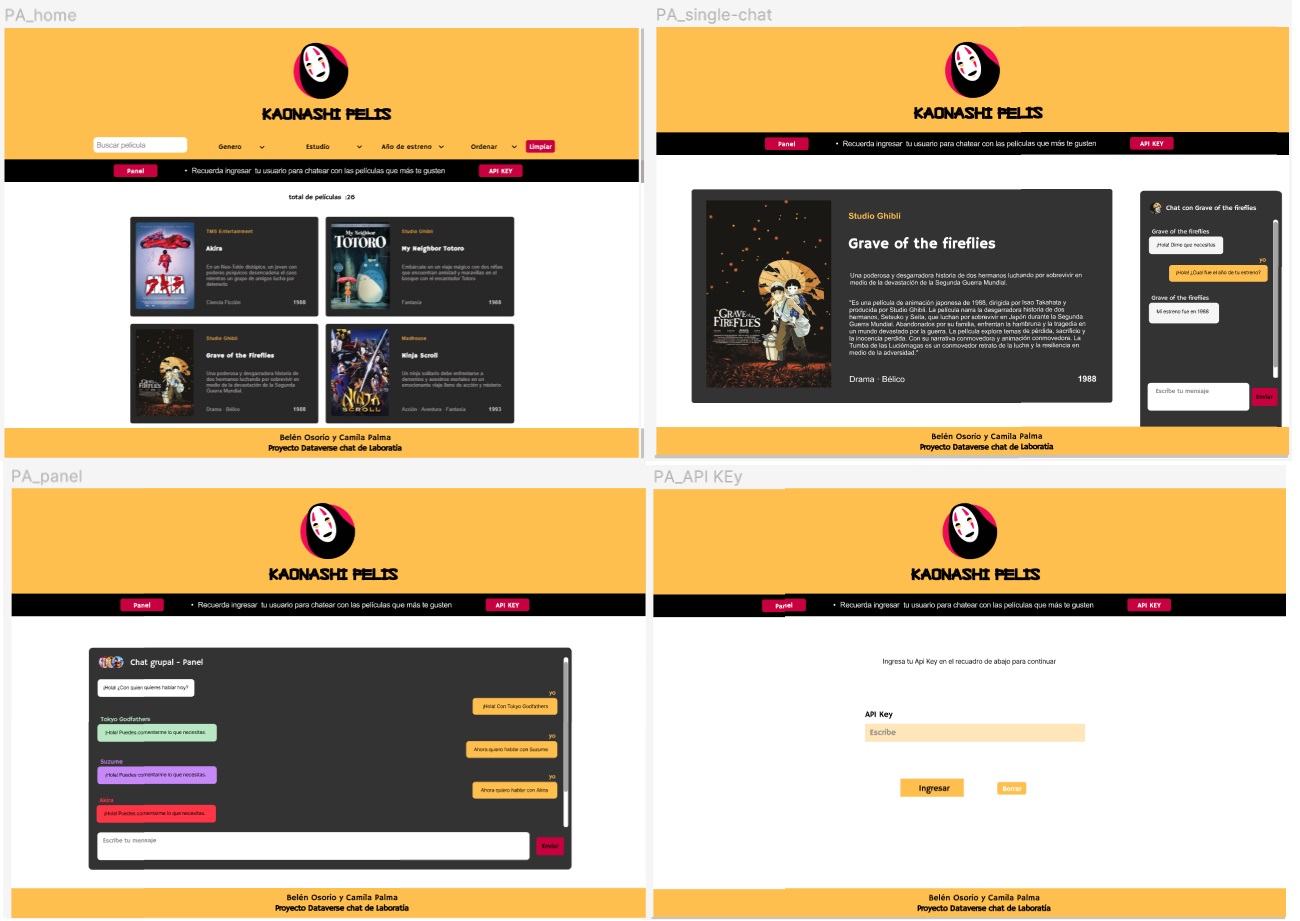 PA_home
KAONASHI PELIS
Buscar película
Genero
Estudio
Año de estreno
Ordenar
Limpiar
Panel
• Recuerda ingresar tu usuario para chatear con las películas que más te gusten
API KEY
total de películas :26
TMS Entertainment
Akira
En un Neo-Tokio distópico, un joven con
poderes psíquicos desencadena el caos
mientras un grupo de amigos lucha por
detenerlo
Ciencia Ficción
1988
My Neighbor
TOTORO
Studio Ghibli
My Neighbor Totoro
Embárcate en un viaje mágico con dos niñas
que encuentran amistad y maravillas en el
bosque con el encantador Totoro
Fantasía
1988
GRAVE OF THE
FIREFLIES
Studio Ghibli
Grave of the Fireflies
Una poderosa y desgarradora historia de
dos hermanos luchando por sobrevivir en
medio de la devastación de la Segunda
Guerra Mundial.
Drama · Bélico
1988
NINJA
SCROLL
Madhouse
Ninja Scroll
Un ninja solitario debe enfrentarse a
demonios y asesinos mortales en un
emocionante viaje lleno de acción y misterio
Acción · Aventura · Fantasía
1993
Belén Osorio y Camila Palma
Proyecto Dataverse chat de Laboratía
PA_single-chat
KAONASHI PELIS
Panel
• Recuerda ingresar tu usuario para chatear con las películas que más te gusten
API KEY
GRAVE OF THE
FIREFLIES
Studio Ghibli
Grave of the fireflies
Una poderosa y desgarradora historia de dos hermanos luchando por sobrevivir en
medio de la devastación de la Segunda Guerra Mundial.
"Es una película de animación japonesa de 1988, dirigida por Isao Takahata y
producida por Studio Ghibli. La película narra la desgarradora historia de dos
hermanos, Setsuko y Seita, que luchan por sobrevivir en Japón durante la Segunda
Guerra Mundial. Abandonados por su familia, enfrentan la hambruna y la tragedia en
un mundo devastado por la guerra. La película explora temas de pérdida, sacrificio y
la inocencia perdida. Con su narrativa conmovedora y animación conmovedora. La
Tumba de las Luciérnagas es un conmovedor retrato de la lucha y la resiliencia en
medio de la adversidad."
Drama · Bélico
1988
Chat con Grave of the fireflies
Grave of the fireflies
¡Hola! Dime que necesitas
yo
¡Hola! ¿Cual fue el año de tu estreno?
Grave of the fireflies
Mi estreno fue en 1988
Escribe tu mensaje
Enviar
Belén Osorio y Camila Palma
Proyecto Dataverse chat de Laboratía
PA_panel
KAONASHI PELIS
Panel
• Recuerda ingresar tu usuario para chatear con las películas que más te gusten
API KEY
Chat grupal - Panel
¡Hola! ¿Con quien quieres hablar hoy?
yo
¡Hola! Con Tokyo Godfathers
Tokyo Godfathers
¡Hola! Puedes comentarme lo que necesitas.
yo
Ahora quiero hablar con Suzume
Suzume
¡Hola! Puedes comentarme lo que necesitas.
yo
Ahora quiero hablar con Akira
Akira
¡Hola! Puedes comentarme lo que necesitas.
Escribe tu mensaje
Enviar
Belén Osorio y Camila Palma
Proyecto Dataverse chat de Laboratía
PA_API KEy
KAONASHI PELIS
Panel
• Recuerda ingresar tu usuario para chatear con las películas que más te gusten
API KEY
Ingresa tu Api Key en el recuadro de abajo para continuar
API Key
Escribe
Ingresar
Borrar
Belén Osorio y Camila Palma
Proyecto Dataverse chat de Laboratía